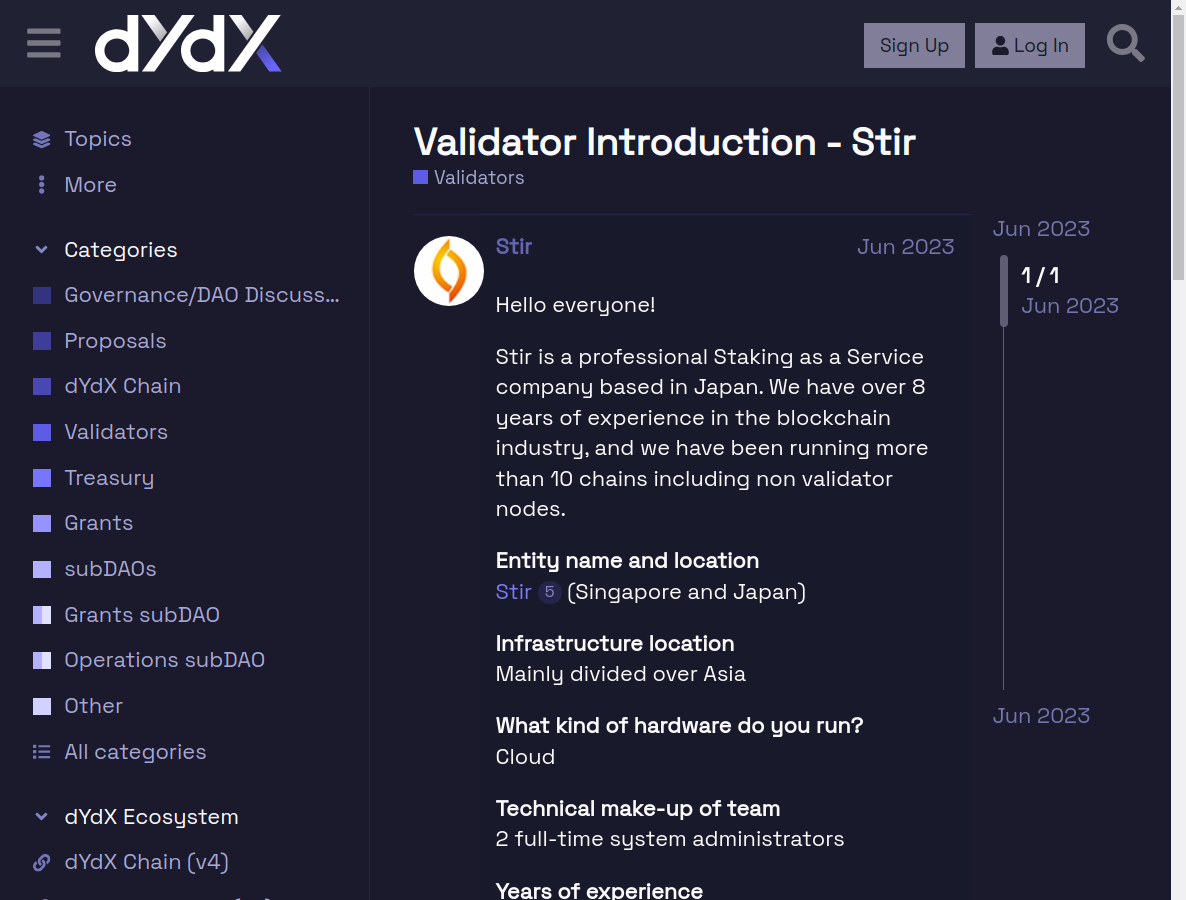 dYdX
Sign Up
Log In
Topics
More
Categories
Governance/DAO Discuss...
Proposals
dYdX Chain
Validators
Treasury
Grants
subDAOs
Grants subDAO
Operations subDAO
Other
All categories
dYdX Ecosystem
dYdX Chain (v4)
Validator Introduction - Stir
Validators
Stir
Jun 2023
Hello everyone!
Stir is a professional Staking as a Service
company based in Japan. We have over 8
years of experience in the blockchain
industry, and we have been running more
than 10 chains including non validator
nodes.
Entity name and location
Stir 5 (Singapore and Japan)
Infrastructure location
Mainly divided over Asia
What kind of hardware do you run?
Cloud
Technical make-up of team
2 full-time system administrators
Years of experience
Jun 2023
1 / 1
Jun 2023
Jun 2023